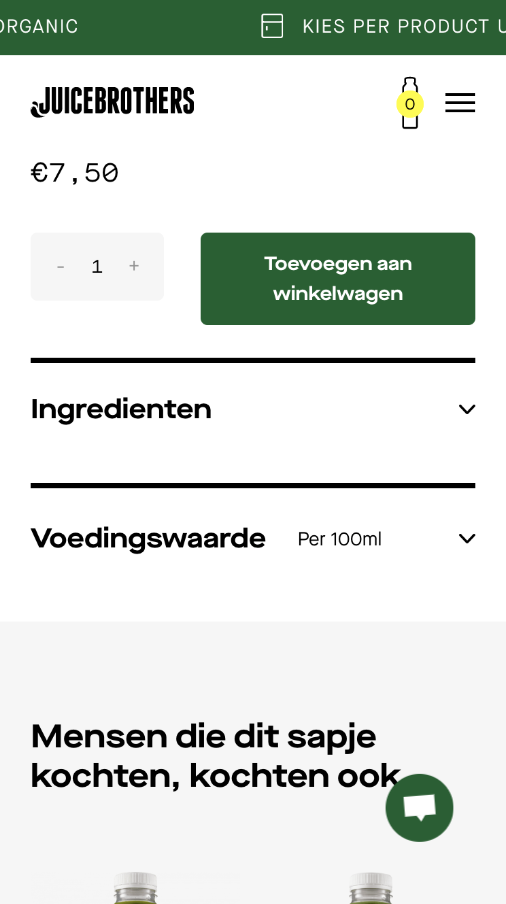 ORGANIC
KIES PER PRODUCT
JUICEBROTHERS
0
€7,50
- 1 +
Toevoegen aan
winkelwagen
Ingrediënten
Voedingswaarde Per 100ml
Mensen die dit sapje
kochten, kochten ook